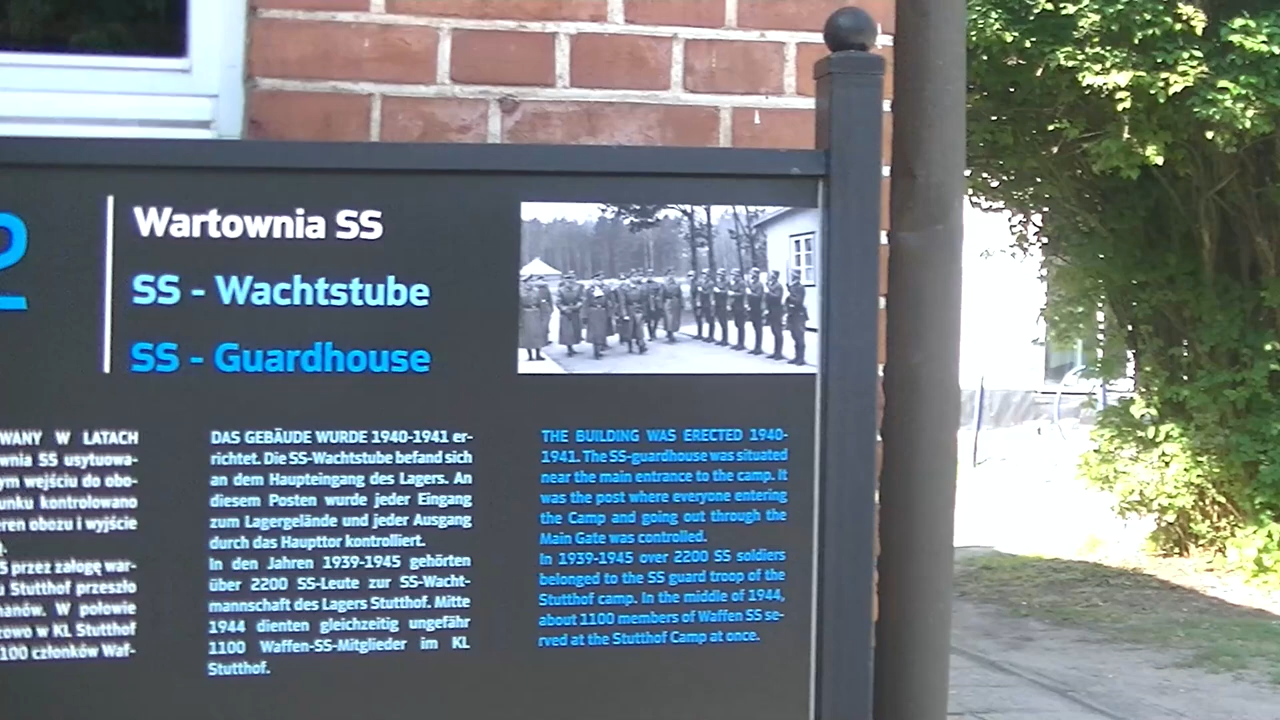 2
Wartownia SS
SS - Wachtstube
SS - Guardhouse
WANY W LATACH
wnia SS usytuowa-
ym wejściu do obo-
unku kontrolowano
eren obozu i wyjście
5 przez załogę war-
u Stutthof przeszło
manów. W połowie
zowo w KL Stutthof
100 członków Waf-
DAS GEBÄUDE WURDE 1940-1941 er-
richtet. Die SS-Wachtstube befand sich
an dem Haupteingang des Lagers. An
diesem Posten wurde jeder Eingang
zum Lagergelände und jeder Ausgang
durch das Haupttor kontrolliert.
In den Jahren 1939-1945 gehörten
über 2200 SS-Leute zur SS-Wacht-
mannschaft des Lagers Stutthof. Mitte
1944 dienten gleichzeitig ungefähr
1100 Waffen-SS-Mitglieder im KL
Stutthof.
THE BUILDING WAS ERECTED 1940-
1941. The SS-guardhouse was situated
near the main entrance to the camp. It
was the post where everyone entering
the Camp and going out through the
Main Gate was controlled.
In 1939-1945 over 2200 SS soldiers
belonged to the SS guard troop of the
Stutthof camp. In the middle of 1944,
about 1100 members of Waffen SS se-
rved at the Stutthof Camp at once.